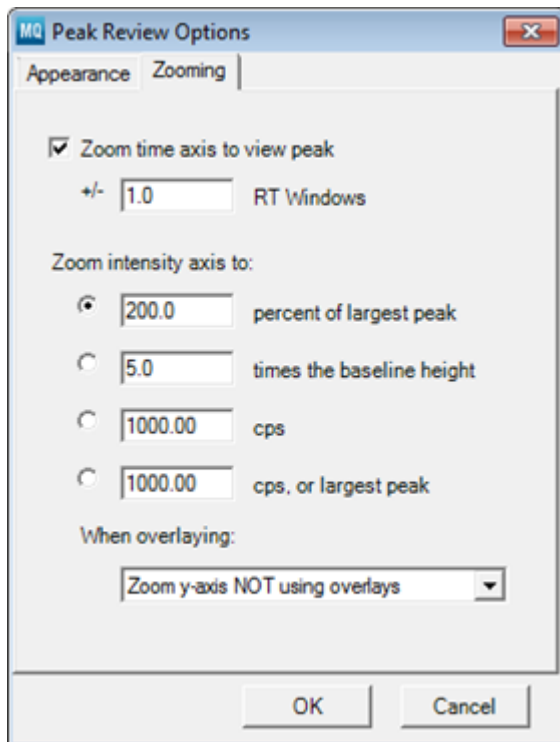 MQ Peak Review Options
Appearance Zooming
Zoom time axis to view peak
+/- 1.0 RT Windows
Zoom intensity axis to:
200.0 percent of largest peak
5.0 times the baseline height
1000.00 cps
1000.00 cps, or largest peak
When overlaying:
Zoom y-axis NOT using overlays
OK Cancel